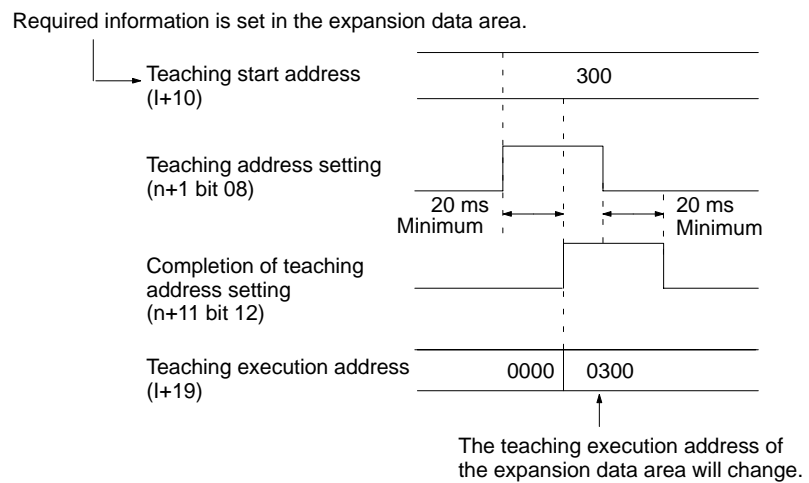 Required information is set in the expansion data area.
Teaching start address
(I+10)
300
Teaching address setting
(n+1 bit 08)
20 ms
Minimum
20 ms
Minimum
Completion of teaching
address setting
(n+11 bit 12)
Teaching execution address
(I+19)
0000
0300
The teaching execution address of
the expansion data area will change.